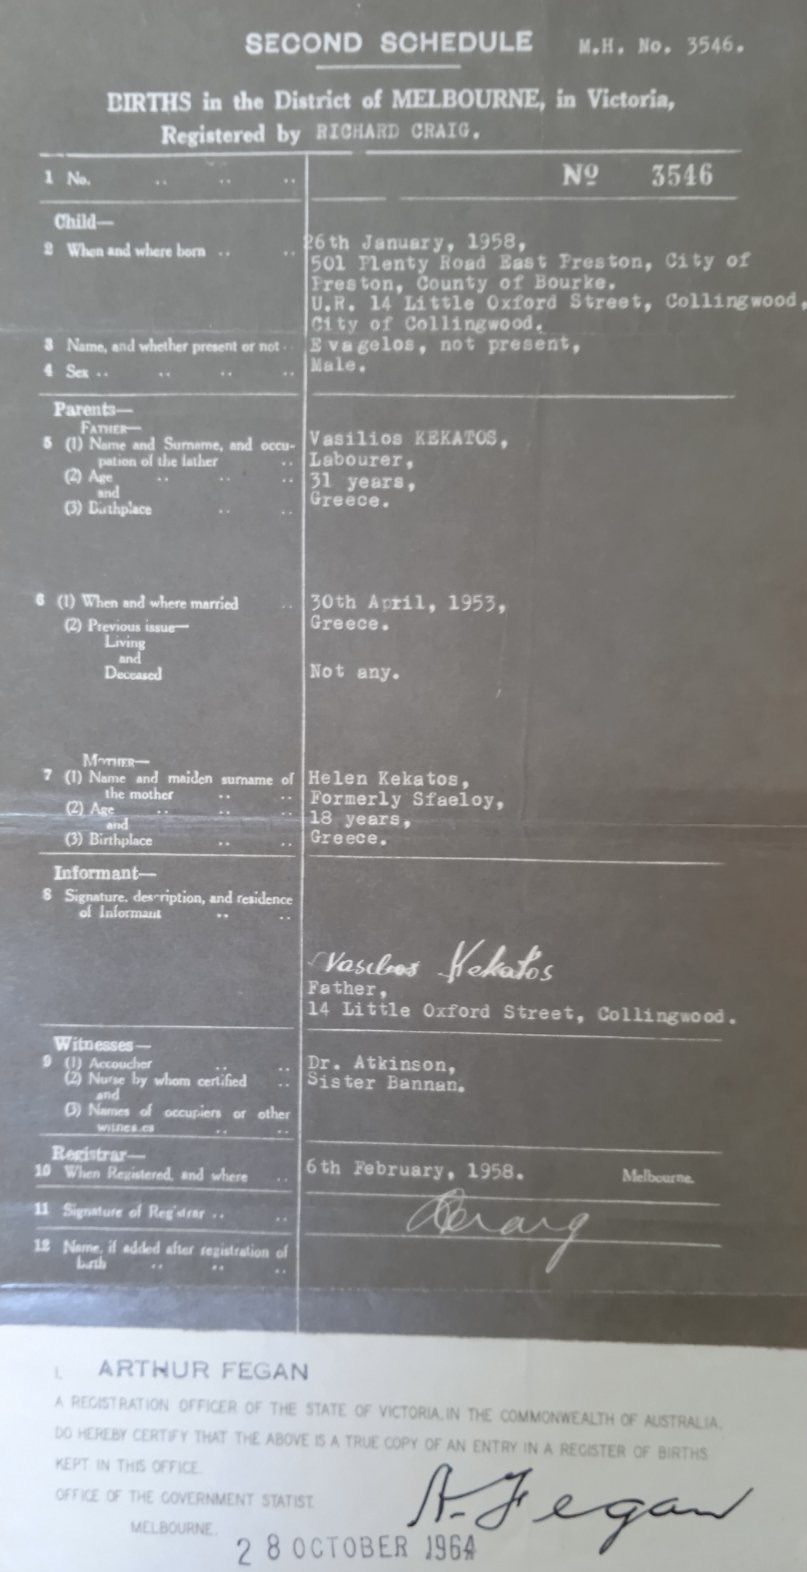 SECOND SCHEDULE M.H. No. 3546.
BIRTHS in the District of MELBOURNE, in Victoria,
Registered by RICHARD CRAIG.
1 No. .. .. .. Nº 3546
Child—
2 When and where born .. .. 26th January, 1958,
501 Plenty Road East Preston, City of
Preston, County of Bourke.
U.R. 14 Little Oxford Street, Collingwood,
City of Collingwood.
3 Name, and whether present or not .. Evagelos, not present,
4 Sex .. .. .. .. Male.
Parents—
FATHER—
5 (1) Name and Surname, and occu- Vasilios KEKATOS,
pation of the father .. Labourer,
(2) Age .. .. .. 31 years,
and
(3) Birthplace .. .. Greece.
6 (1) When and where married .. 30th April, 1953,
(2) Previous issue— Greece.
Living
and
Deceased Not any.
MOTHER—
7 (1) Name and maiden surname of Helen Kekatos,
the mother .. .. Formerly Sfaeloy,
(2) Age .. .. .. 18 years,
and
(3) Birthplace .. .. Greece.
Informant—
8 Signature, description, and residence
of Informant .. ..
Vasilios Kekatos
Father,
14 Little Oxford Street, Collingwood.
Witnesses—
9 (1) Accoucher .. .. Dr. Atkinson,
(2) Nurse by whom certified .. Sister Bannan.
and
(3) Names of occupiers or other
witnesses .. ..
Registrar—
10 When Registered, and where .. 6th February, 1958. Melbourne.
11 Signature of Registrar .. .. RCraig
12 Name, if added after registration of
birth .. .. ..
I, ARTHUR FEGAN
A REGISTRATION OFFICER OF THE STATE OF VICTORIA, IN THE COMMONWEALTH OF AUSTRALIA,
DO HEREBY CERTIFY THAT THE ABOVE IS A TRUE COPY OF AN ENTRY IN A REGISTER OF BIRTHS
KEPT IN THIS OFFICE.
OFFICE OF THE GOVERNMENT STATIST A. Fegan
MELBOURNE.
28 OCTOBER 1964